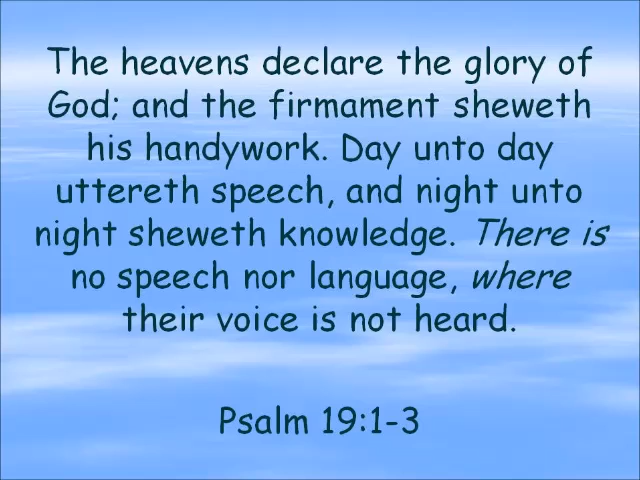 The heavens declare the glory of
God; and the firmament sheweth
his handywork. Day unto day
uttereth speech, and night unto
night sheweth knowledge. There is
no speech nor language, where
their voice is not heard.
Psalm 19:1-3